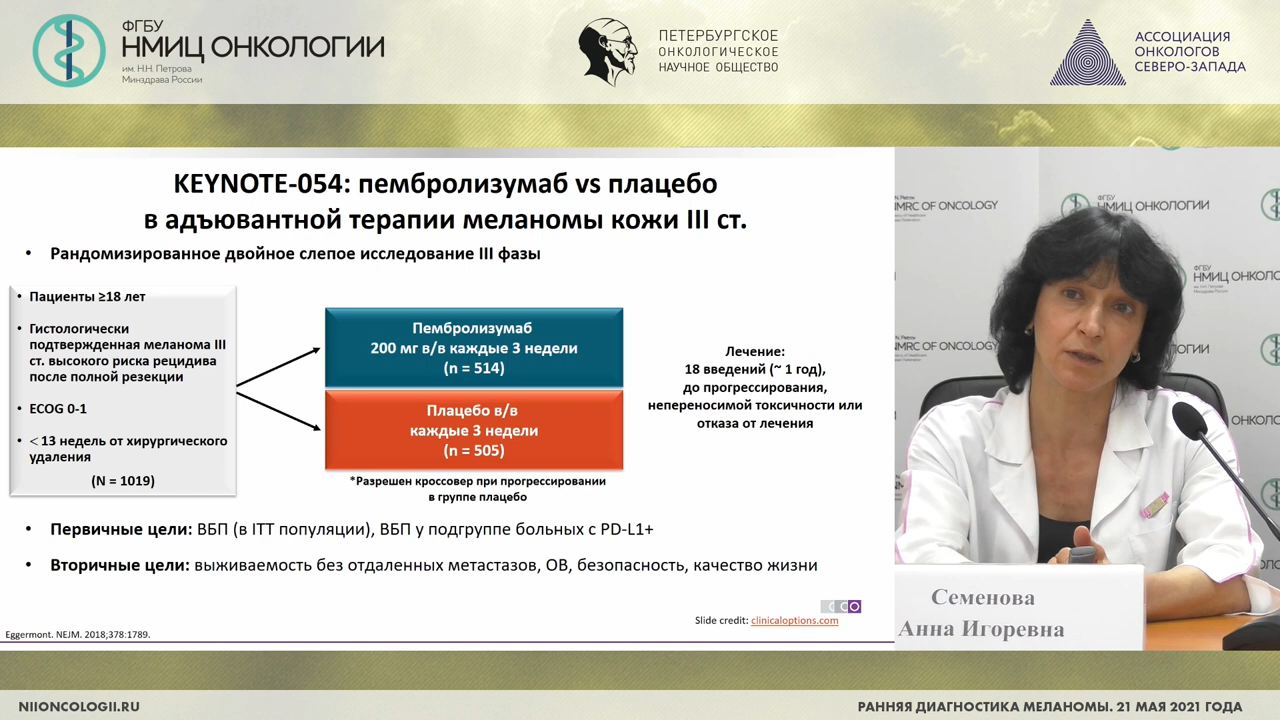 ФГБУ
НМИЦ ОНКОЛОГИИ
им. Н.Н. Петрова
Минздрава России
ПЕТЕРБУРГСКОЕ
ОНКОЛОГИЧЕСКОЕ
НАУЧНОЕ ОБЩЕСТВО
АССОЦИАЦИЯ
ОНКОЛОГОВ
СЕВЕРО-ЗАПАДА
KEYNOTE-054: пембролизумаб vs плацебо
в адъювантной терапии меланомы кожи III ст.
• Рандомизированное двойное слепое исследование III фазы
• Пациенты ≥18 лет
• Гистологически
подтвержденная меланома III
ст. высокого риска рецидива
после полной резекции
• ECOG 0-1
• < 13 недель от хирургического
удаления
(N = 1019)
Пембролизумаб
200 мг в/в каждые 3 недели
(n = 514)
Плацебо в/в
каждые 3 недели
(n = 505)
*Разрешен кроссовер при прогрессировании
в группе плацебо
Лечение:
18 введений (~ 1 год),
до прогрессирования,
непереносимой токсичности или
отказа от лечения
• Первичные цели: ВБП (в ITT популяции), ВБП у подгруппе больных с PD-L1+
• Вторичные цели: выживаемость без отдаленных метастазов, ОВ, безопасность, качество жизни
Slide credit: clinicaloptions.com
Eggermont. NEJM. 2018;378:1789.
NMRC OF ONCOLOGY
ФГБУ
НМИЦ ОНКОЛОГИИ
NMRC OF ONCOLOGY
Семенова
Анна Игоревна
NIIONCOLOGII.RU
РАННЯЯ ДИАГНОСТИКА МЕЛАНОМЫ. 21 МАЯ 2021 ГОДА